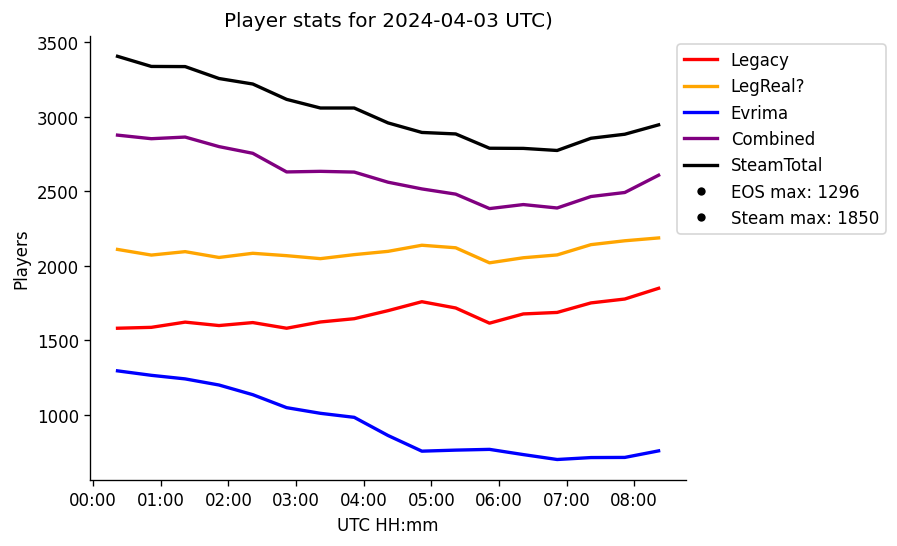 Player stats for 2024-04-03 UTC)
3500
3000
2500
2000
1500
1000
Players
00:00 01:00 02:00 03:00 04:00 05:00 06:00 07:00 08:00
UTC HH:mm
Legacy
LegReal?
Evrima
Combined
SteamTotal
EOS max: 1296
Steam max: 1850